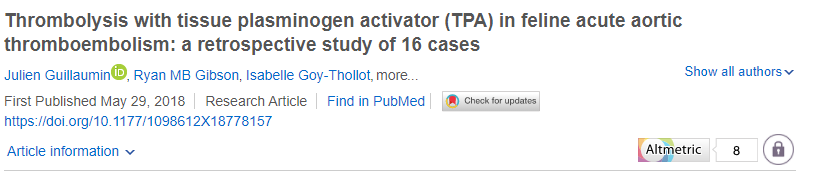 Thrombolysis with tissue plasminogen activator (TPA) in feline acute aortic
thromboembolism: a retrospective study of 16 cases
Julien Guillaumin iD, Ryan MB Gibson, Isabelle Goy-Thollot, more...
Show all authors
First Published May 29, 2018 | Research Article | Find in PubMed | Check for updates
https://doi.org/10.1177/1098612X18778157
Article information
Altmetric 8